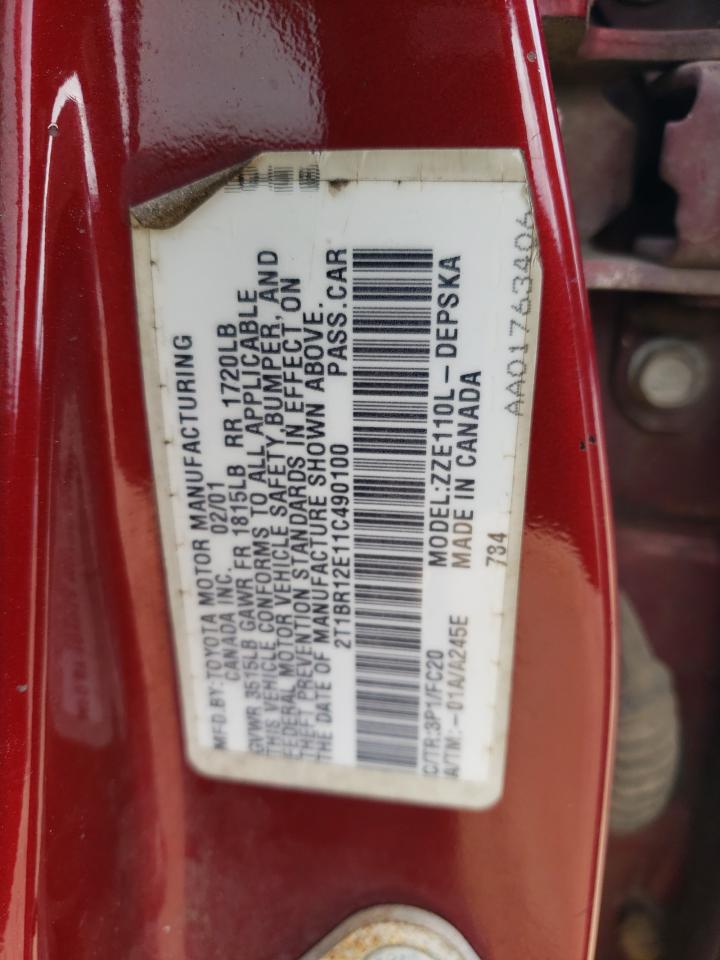 MFD.BY:TOYOTA MOTOR MANUFACTURING
CANADA INC. 02/01
GVWR 3515LB GAWR FR 1815LB RR 1720LB
THIS VEHICLE CONFORMS TO ALL APPLICABLE
FEDERAL MOTOR VEHICLE SAFETY,BUMPER, AND
THEFT PREVENTION STANDARDS IN EFFECT ON
THE DATE OF MANUFACTURE SHOWN ABOVE.
2T1BR12E11C490100 PASS.CAR
C/TR:3P1/FC20 MODEL:ZZE110L-DEPSKA
A/TM:-01A/A245E MADE IN CANADA
784
AA01763406